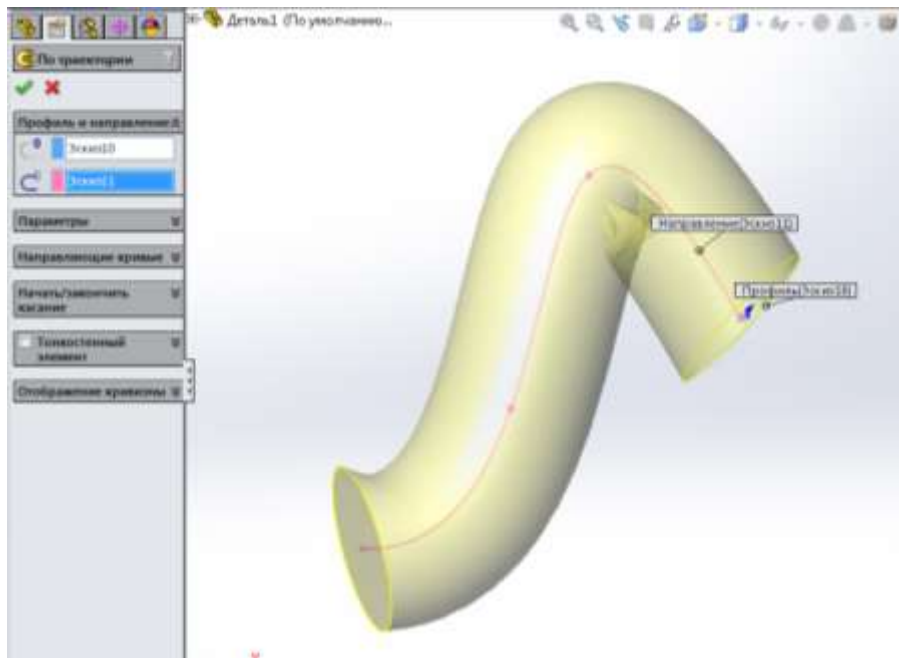 Деталь1 (По умолчанию...
По траектории
Профиль и направление
Эскиз10
Эскиз11
Параметры
Направляющие кривые
Начать/закончить
касание
Тонкостенный
элемент
Отображение кривизны
Направление(Эскиз11)
Профиль(Эскиз10)